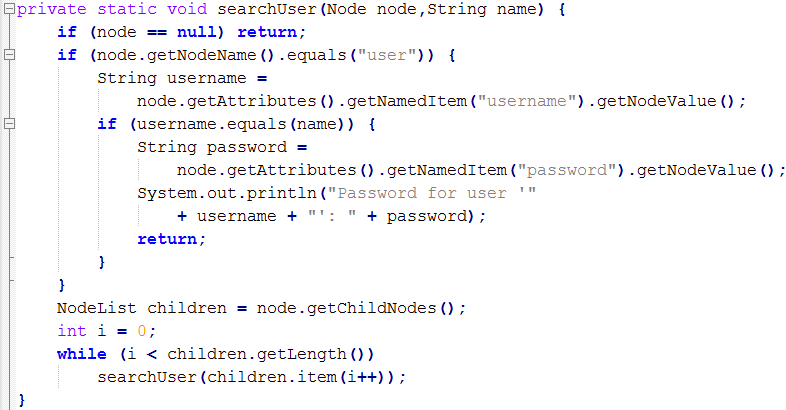 private static void searchUser(Node node,String name) {
    if (node == null) return;
    if (node.getNodeName().equals("user")) {
        String username =
            node.getAttributes().getNamedItem("username").getNodeValue();
        if (username.equals(name)) {
            String password =
                node.getAttributes().getNamedItem("password").getNodeValue();
            System.out.println("Password for user '"
                + username + "': " + password);
            return;
        }
    }
    NodeList children = node.getChildNodes();
    int i = 0;
    while (i < children.getLength())
        searchUser(children.item(i++));
}